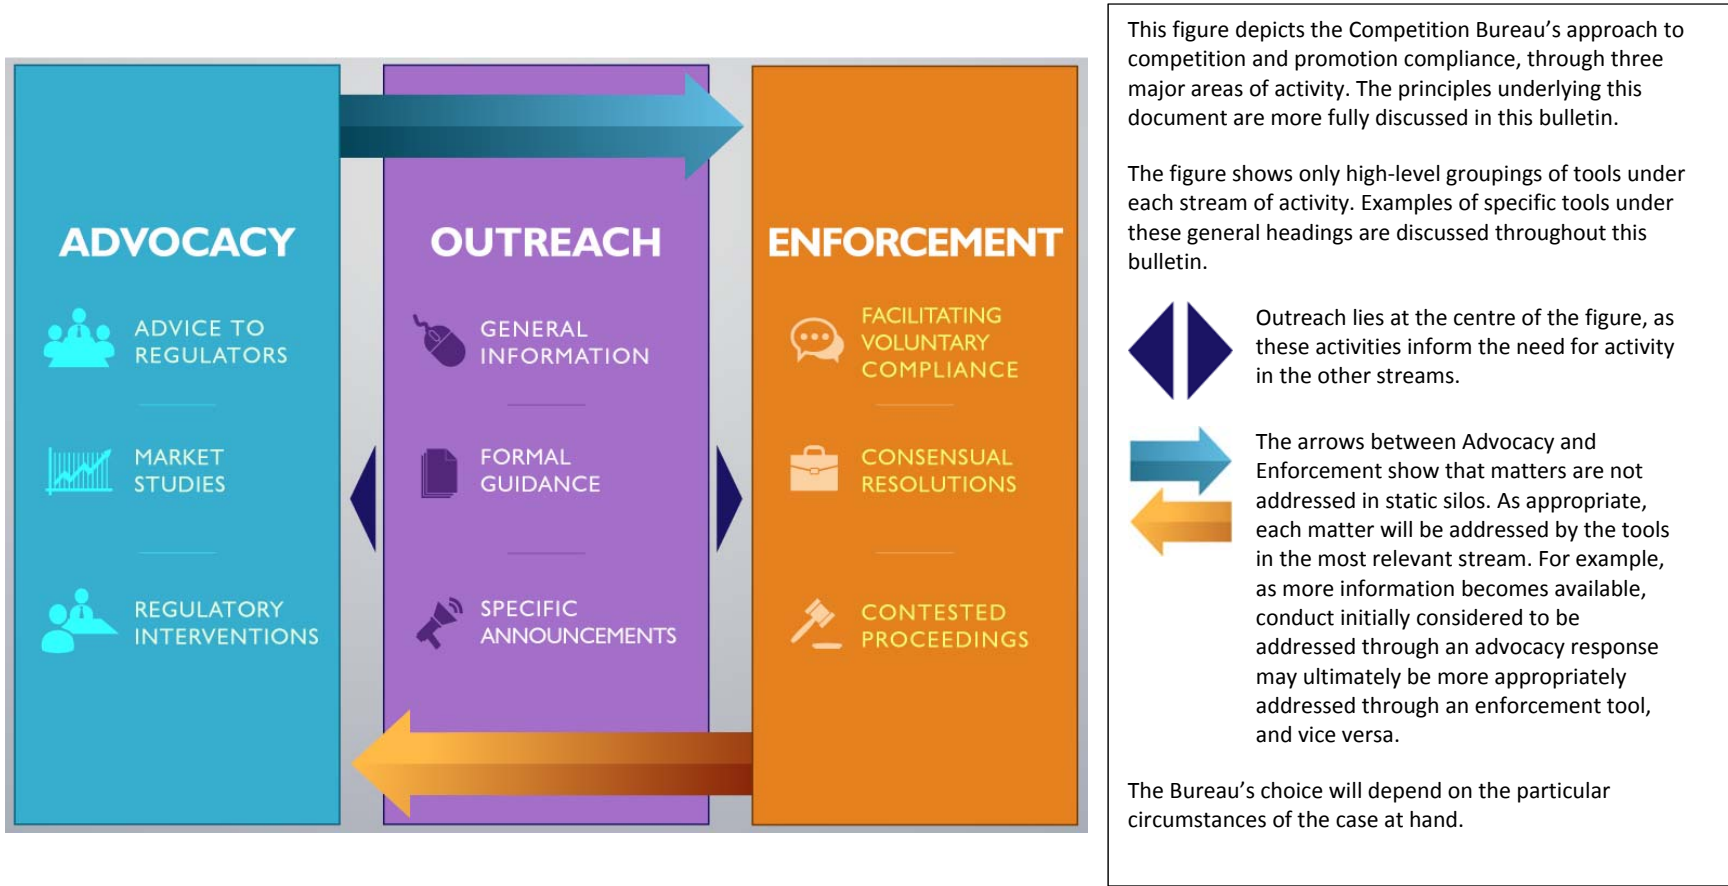 ADVOCACY
ADVICE TO
REGULATORS
MARKET
STUDIES
REGULATORY
INTERVENTIONS
OUTREACH
GENERAL
INFORMATION
FORMAL
GUIDANCE
SPECIFIC
ANNOUNCEMENTS
ENFORCEMENT
FACILITATING
VOLUNTARY
COMPLIANCE
CONSENSUAL
RESOLUTIONS
CONTESTED
PROCEEDINGS
This figure depicts the Competition Bureau’s approach to
competition and promotion compliance, through three
major areas of activity. The principles underlying this
document are more fully discussed in this bulletin.
The figure shows only high-level groupings of tools under
each stream of activity. Examples of specific tools under
these general headings are discussed throughout this
bulletin.
Outreach lies at the centre of the figure, as
these activities inform the need for activity
in the other streams.
The arrows between Advocacy and
Enforcement show that matters are not
addressed in static silos. As appropriate,
each matter will be addressed by the tools
in the most relevant stream. For example,
as more information becomes available,
conduct initially considered to be
addressed through an advocacy response
may ultimately be more appropriately
addressed through an enforcement tool,
and vice versa.
The Bureau’s choice will depend on the particular
circumstances of the case at hand.